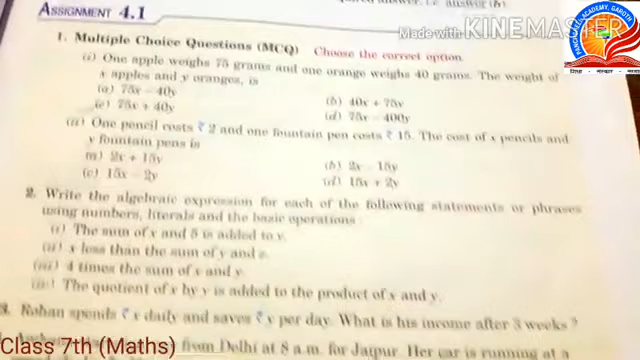 required answer, i.e. answer (b)
ASSIGNMENT 4.1
Made with KINEMASTER
PANCHWATI ACADEMY, GAROTH
शिक्षा - संस्कार -
1. Multiple Choice Questions (MCQ) Choose the correct option.
(i) One apple weighs 75 grams and one orange weighs 40 grams. The weight of
x apples and y oranges, is
(a) 75x – 40y (b) 40x + 75y
(c) 75x + 40y (d) 75x – 400y
(ii) One pencil costs ₹ 2 and one fountain pen costs ₹ 15. The cost of x pencils and
y fountain pens is
(a) 2x + 15y (b) 2x – 15y
(c) 15x – 2y (d) 15x + 2y
2. Write the algebraic expression for each of the following statements or phrases
using numbers, literals and the basic operations :
(i) The sum of x and 5 is added to y.
(ii) x less than the sum of y and z.
(iii) 4 times the sum of x and y.
(iv) The quotient of x by y is added to the product of x and y.
3. Rohan spends ₹ x daily and saves ₹ y per day. What is his income after 3 weeks ?
Class 7th (Maths)
from Delhi at 8 a.m. for Jaipur. Her car is running at a